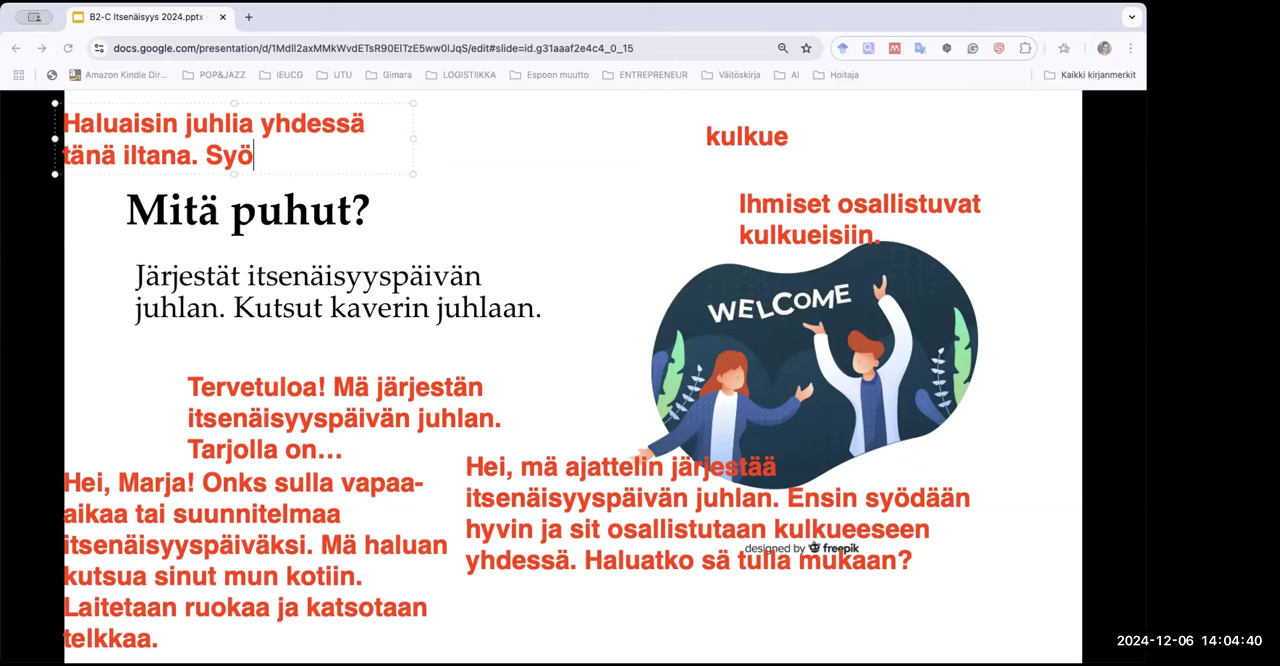 B2-C Itsenäisyys 2024.pptx
docs.google.com/presentation/d/1MdlI2axMMkWvdETsR90ElTzE5ww0lJqS/edit#slide=id.g31aaaf2e4c4_0_15
Amazon Kindle Dir... POP&JAZZ IEUCG UTU Gimara LOGISTIIKKA Espoon muutto ENTREPRENEUR Väitöskirja AI Hoitaja Kaikki kirjanmerkit
Haluaisin juhlia yhdessä
tänä iltana. Syö
kulkue
Mitä puhut?
Ihmiset osallistuvat
kulkueisiin.
Järjestät itsenäisyyspäivän
juhlan. Kutsut kaverin juhlaan.
WELCOME
Tervetuloa! Mä järjestän
itsenäisyyspäivän juhlan.
Tarjolla on...
Hei, Marja! Onks sulla vapaa-
aikaa tai suunnitelmaa
itsenäisyyspäiväksi. Mä haluan
kutsua sinut mun kotiin.
Laitetaan ruokaa ja katsotaan
telkkaa.
Hei, mä ajattelin järjestää
itsenäisyyspäivän juhlan. Ensin syödään
hyvin ja sit osallistutaan kulkueeseen
yhdessä. Haluatko sä tulla mukaan?
designed by freepik
2024-12-06 14:04:40